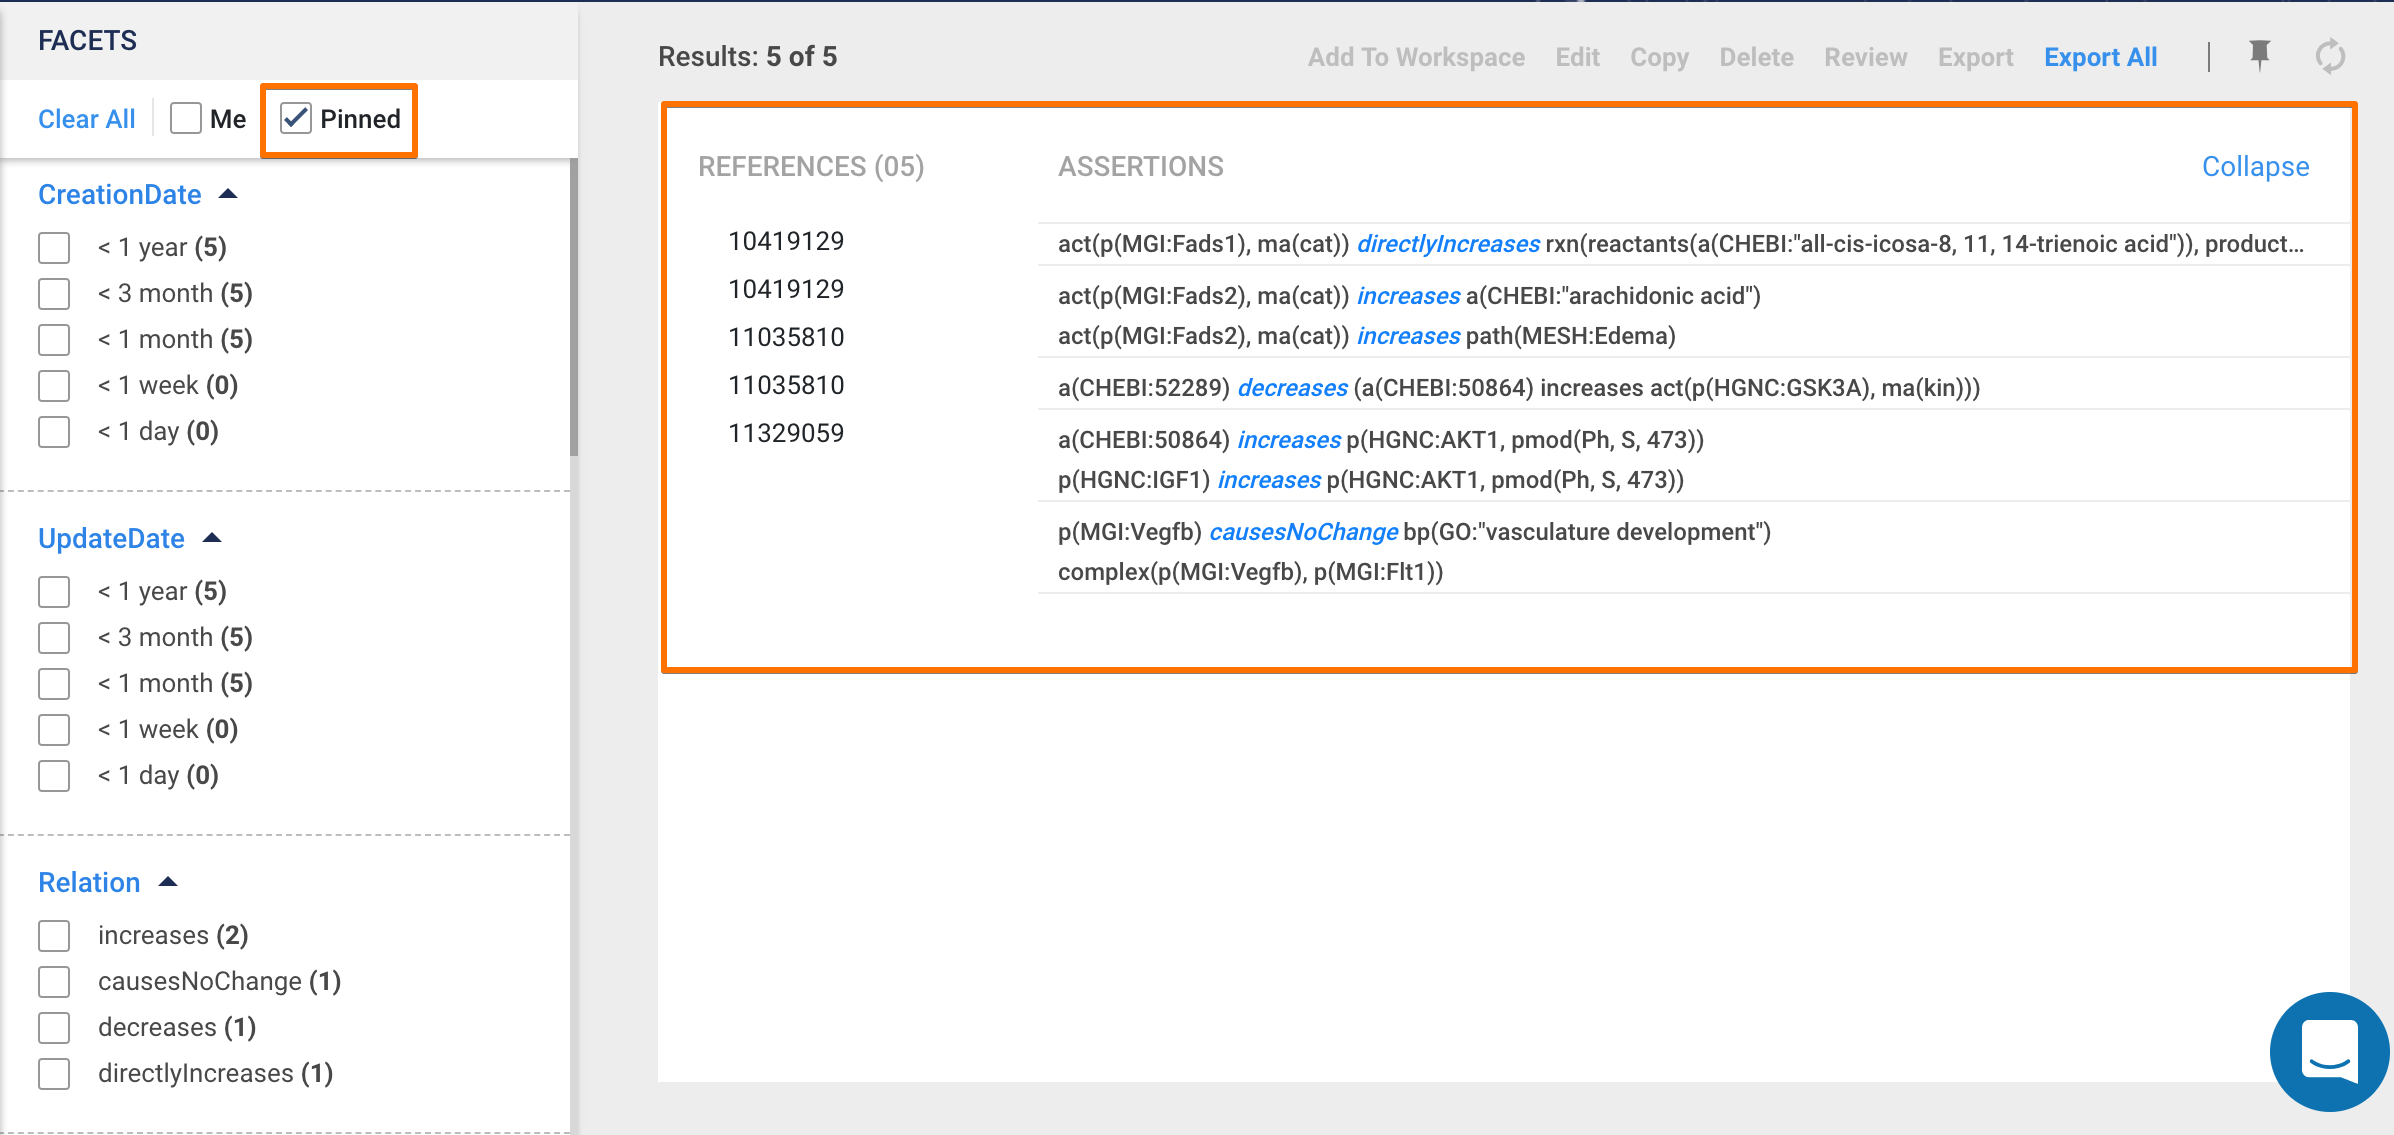 FACETS
Clear All
Me
Pinned
CreationDate
< 1 year (5)
< 3 month (5)
< 1 month (5)
< 1 week (0)
< 1 day (0)
UpdateDate
< 1 year (5)
< 3 month (5)
< 1 month (5)
< 1 week (0)
< 1 day (0)
Relation
increases (2)
causesNoChange (1)
decreases (1)
directlyIncreases (1)
Results: 5 of 5
Add To Workspace Edit Copy Delete Review Export Export All
REFERENCES (05)
10419129
10419129
11035810
11035810
11329059
ASSERTIONS
Collapse
act(p(MGI:Fads1), ma(cat)) directlyIncreases rxn(reactants(a(CHEBI:"all-cis-icosa-8, 11, 14-trienoic acid")), product...
act(p(MGI:Fads2), ma(cat)) increases a(CHEBI:"arachidonic acid")
act(p(MGI:Fads2), ma(cat)) increases path(MESH:Edema)
a(CHEBI:52289) decreases (a(CHEBI:50864) increases act(p(HGNC:GSK3A), ma(kin)))
a(CHEBI:50864) increases p(HGNC:AKT1, pmod(Ph, S, 473))
p(HGNC:IGF1) increases p(HGNC:AKT1, pmod(Ph, S, 473))
p(MGI:Vegfb) causesNoChange bp(GO:"vasculature development")
complex(p(MGI:Vegfb), p(MGI:Flt1))